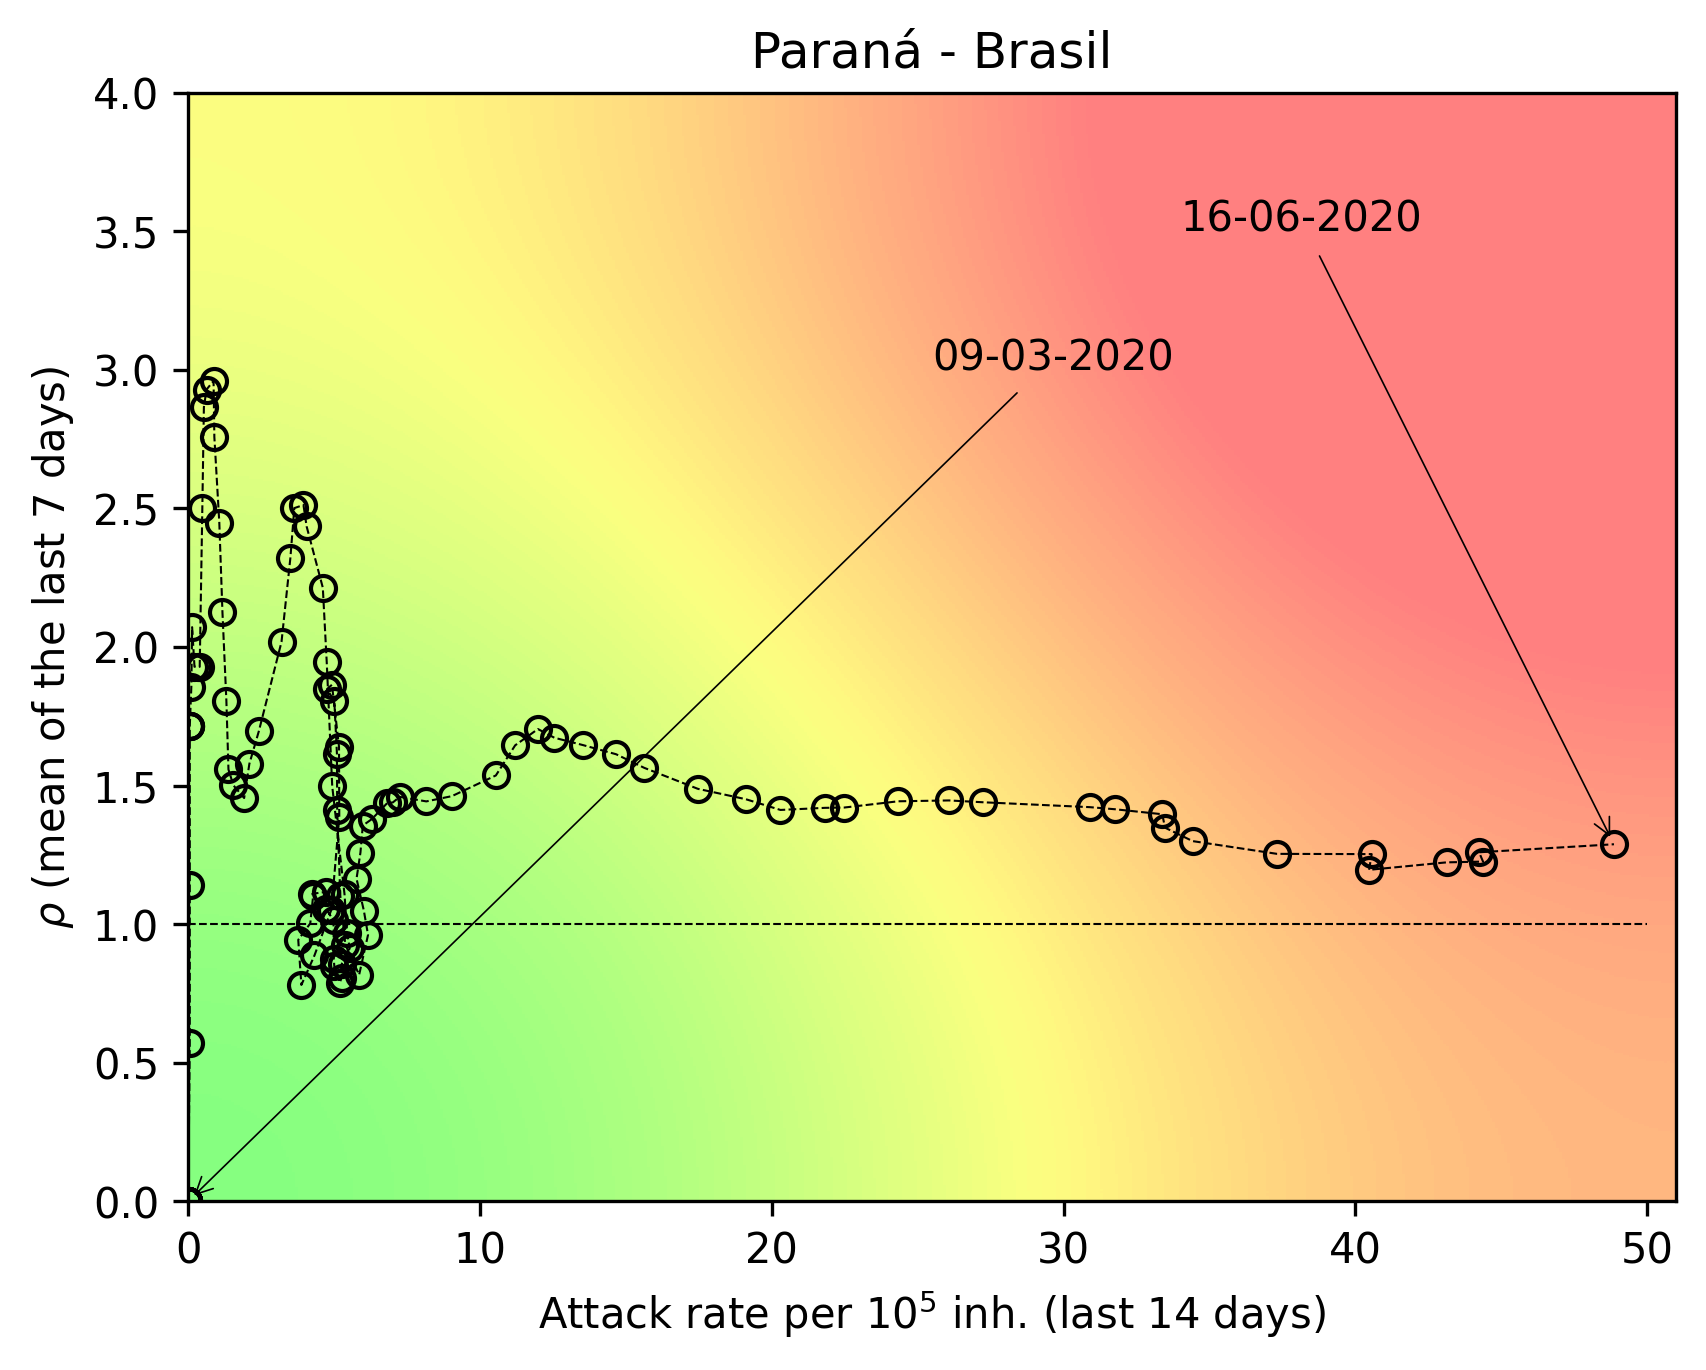 Paraná - Brasil
4.0
3.5
3.0
2.5
2.0
1.5
1.0
0.5
0.0
ρ (mean of the last 7 days)
16-06-2020
09-03-2020
0 10 20 30 40 50
Attack rate per 10⁵ inh. (last 14 days)